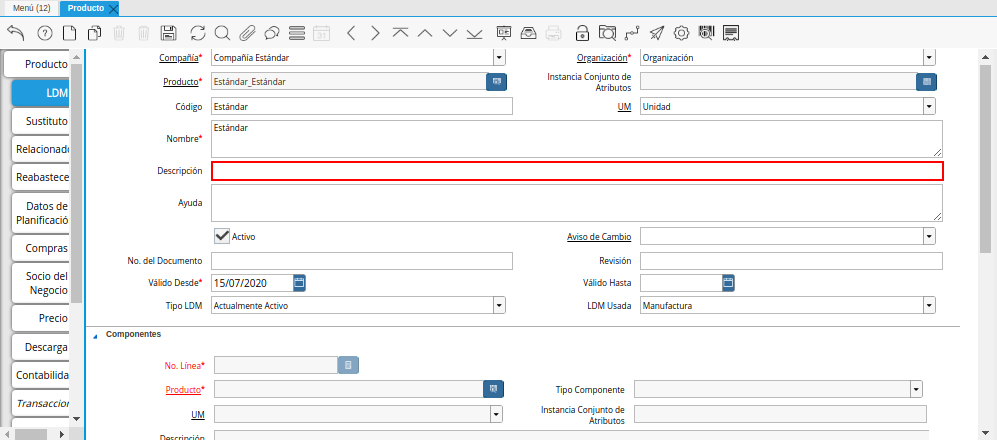 Menú (12)
Producto
Producto
LDM
Sustituto
Relacionado
Reabastece
Datos de
Planificació
Compras
Socio del
Negocio
Precio
Descarga
Contabilida
Transaccion
Compañía* Compañía Estándar Organización* Organización
Producto* Estándar_Estándar Instancia Conjunto de
Atributos
Código Estándar UM Unidad
Nombre* Estándar
Descripción
Ayuda
Activo Aviso de Cambio
No. del Documento Revisión
Válido Desde* 15/07/2020 Válido Hasta
Tipo LDM Actualmente Activo LDM Usada Manufactura
Componentes
No. Línea*
Producto* Tipo Componente
UM Instancia Conjunto de
Atributos
Descripción